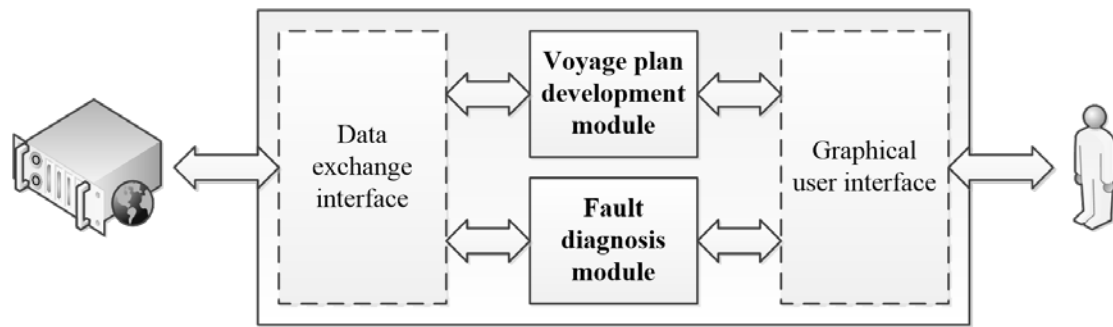 Data
exchange
interface
Voyage plan
development
module
Fault
diagnosis
module
Graphical
user interface